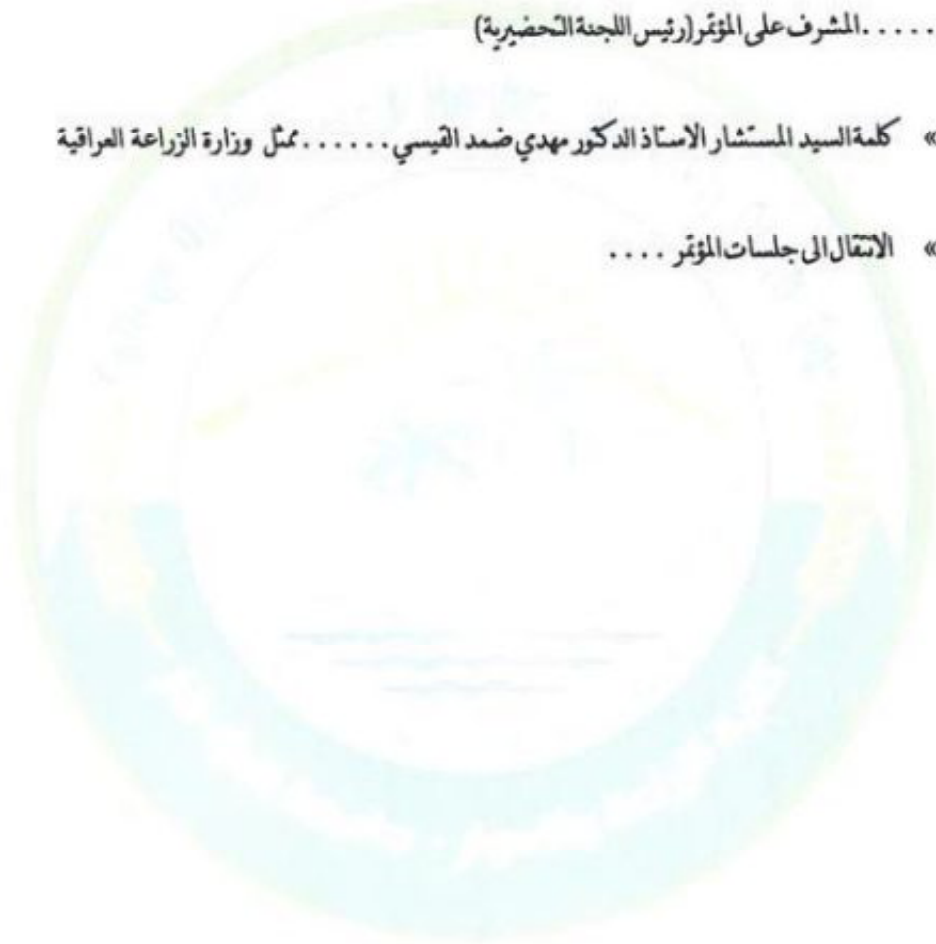 . . . . . .المشرف على المؤتمر(رئيس اللجنة التحضيرية)
» كلمة السيد المستشار الاستاذ الدكتور مهدي ضمد القيسي . . . . . . ممثل وزارة الزراعة العراقية
» الانتقال الى جلسات المؤتمر . . . .